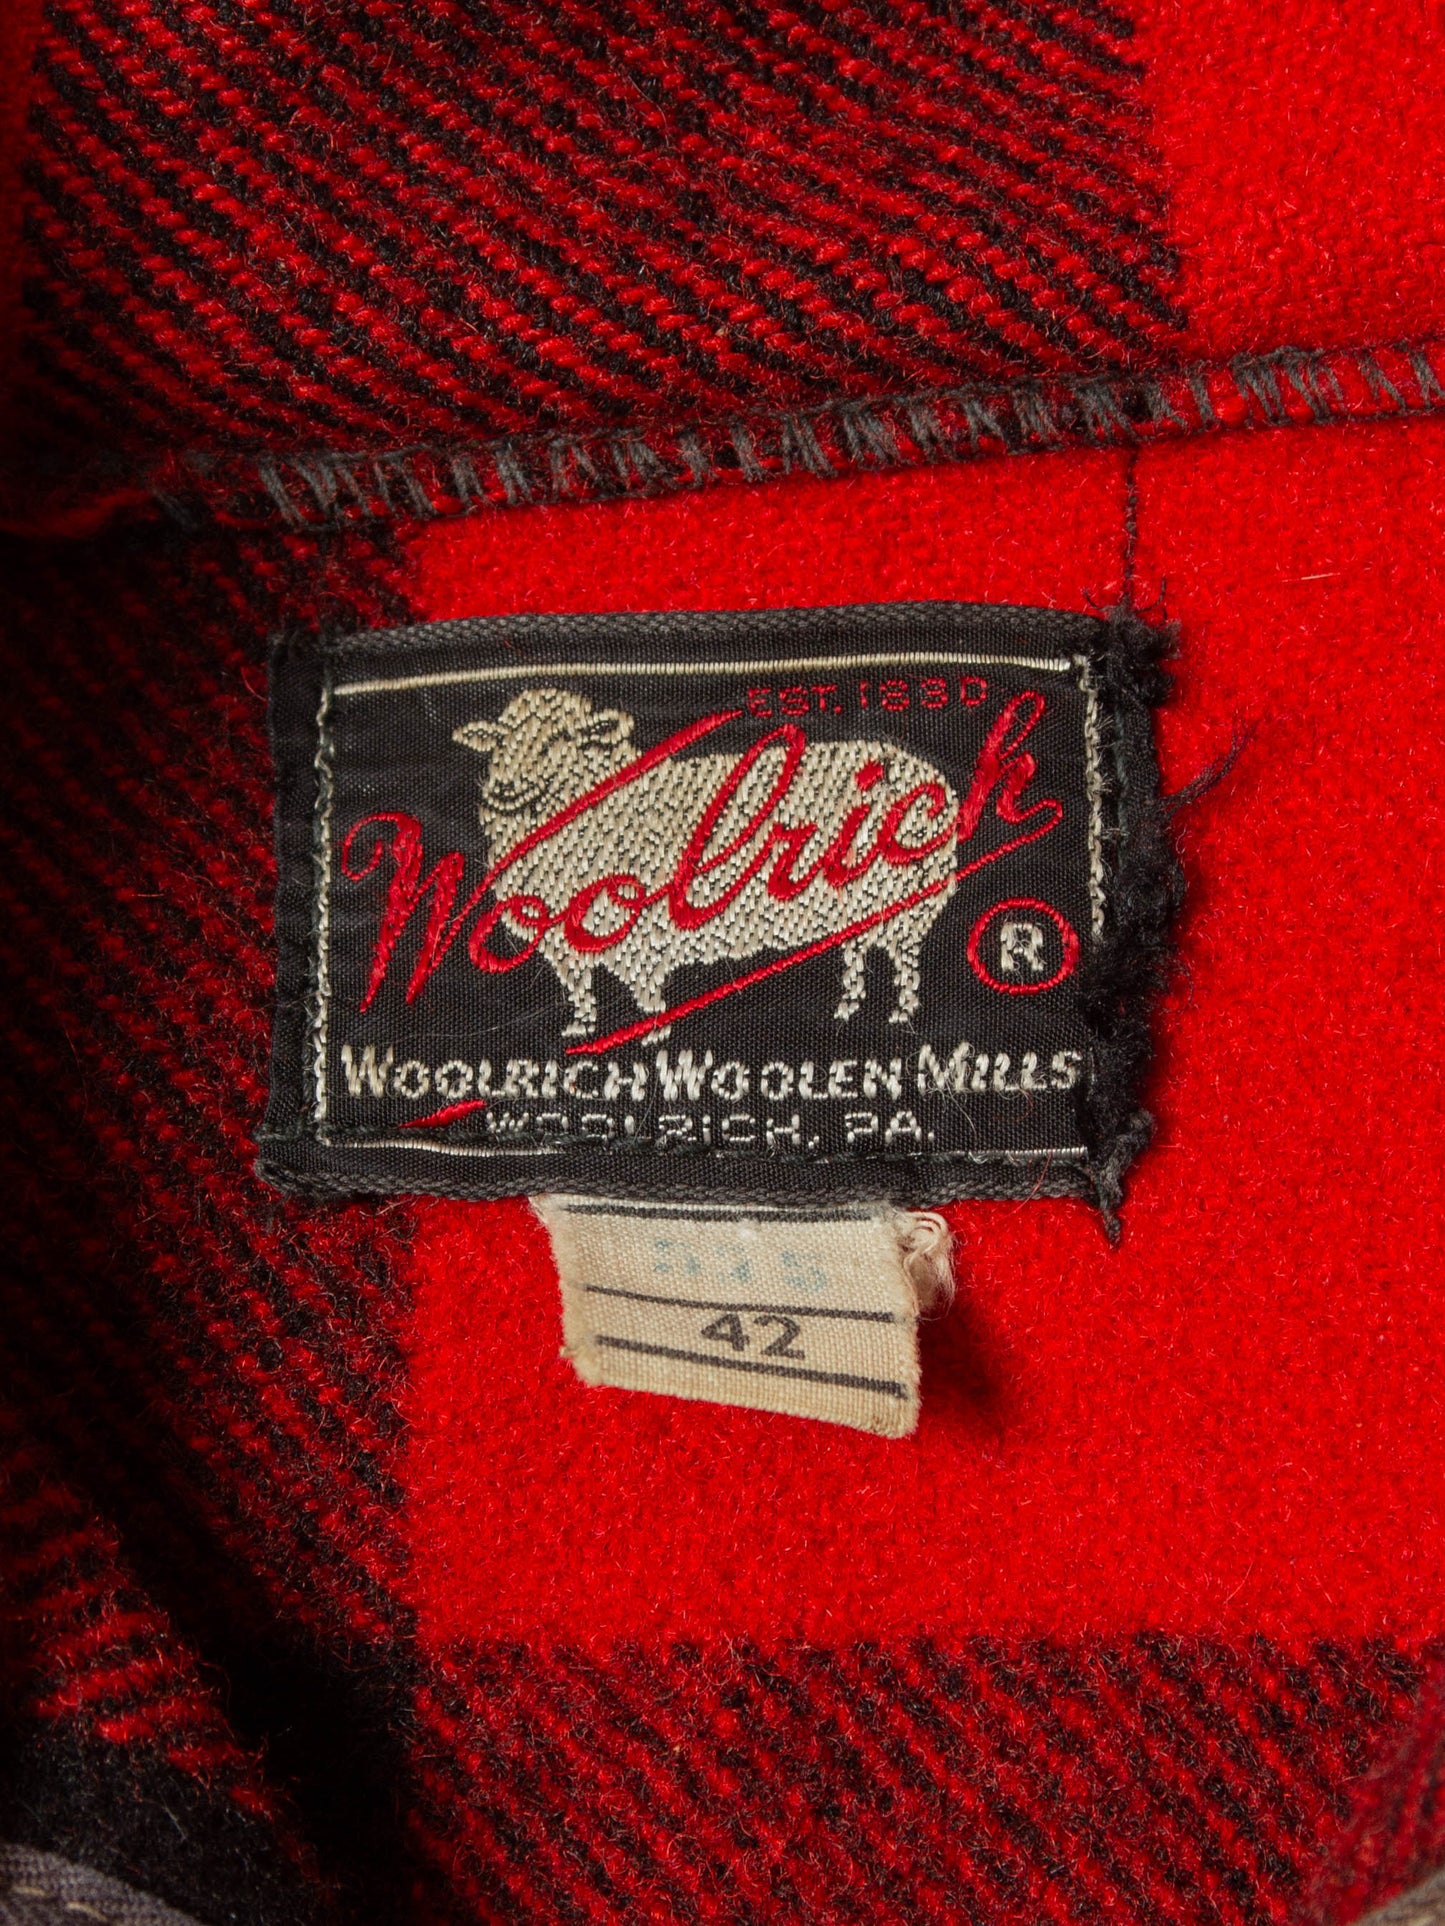 EST. 1830
Woolrich
®
WOOLRICH WOOLEN MILLS
WOOLRICH, PA.
42